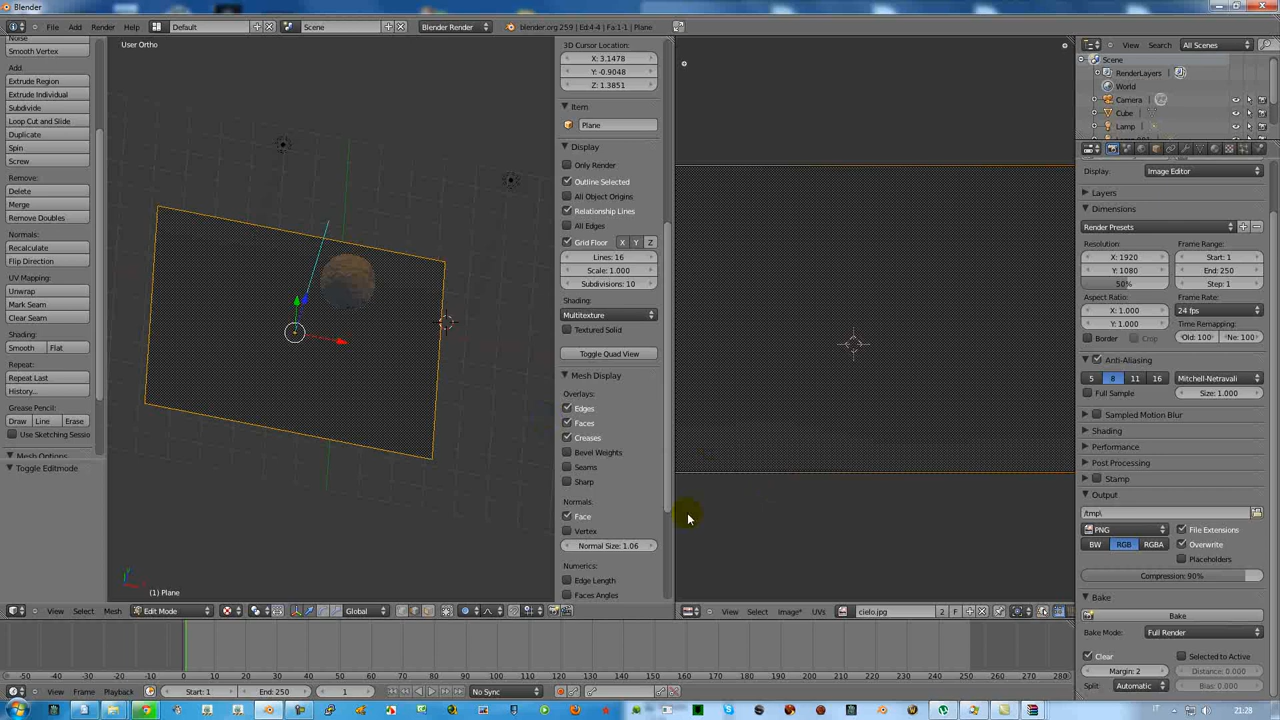 Blender
File
Add
Render
Help
Default
Scene
Blender Render
blender.org 259 | Ed:4-4 | Fa:1-1 | Plane
Noise
Smooth Vertex
Add:
Extrude Region
Extrude Individual
Subdivide
Loop Cut and Slide
Duplicate
Spin
Screw
Remove:
Delete
Merge
Remove Doubles
Normals:
Recalculate
Flip Direction
UV Mapping:
Unwrap
Mark Seam
Clear Seam
Shading:
Smooth
Flat
Repeat:
Repeat Last
History...
Grease Pencil:
Draw
Line
Erase
Use Sketching Sessio
Mesh Options
Toggle Editmode
User Ortho
(1) Plane
3D Cursor Location:
X: 3.1478
Y: -0.9048
Z: 1.3851
Item
Plane
Display
Only Render
Outline Selected
All Object Origins
Relationship Lines
All Edges
Grid Floor
X
Y
Z
Lines: 16
Scale: 1.000
Subdivisions: 10
Shading:
Multitexture
Textured Solid
Toggle Quad View
Mesh Display
Overlays:
Edges
Faces
Creases
Bevel Weights
Seams
Sharp
Normals:
Face
Vertex
Normal Size: 1.06
Numerics:
Edge Length
Faces Angles
View
Select
Mesh
Edit Mode
Global
View
Select
Image*
UVs
cielo.jpg
2
F
View
Search
All Scenes
Scene
RenderLayers
World
Camera
Cube
Lamp
Display:
Image Editor
Layers
Dimensions
Render Presets
Resolution:
Frame Range:
X: 1920
Start: 1
Y: 1080
End: 250
50%
Step: 1
Aspect Ratio:
Frame Rate:
X: 1.000
24 fps
Y: 1.000
Time Remapping:
Border
Crop
Old: 100
Ne: 100
Anti-Aliasing
5
8
11
16
Mitchell-Netravali
Full Sample
Size: 1.000
Sampled Motion Blur
Shading
Performance
Post Processing
Stamp
Output
/tmp\
PNG
File Extensions
BW
RGB
RGBA
Overwrite
Placeholders
Compression: 90%
Bake
Bake
Bake Mode:
Full Render
Clear
Selected to Active
Margin: 2
Distance: 0.000
Split:
Automatic
Bias: 0.000
-50
-40
-30
-20
-10
0
10
20
30
40
50
60
70
80
90
100
110
120
130
140
150
160
170
180
190
200
210
220
230
240
250
260
270
280
View
Frame
Playback
Start: 1
End: 250
1
No Sync
IT
21:28